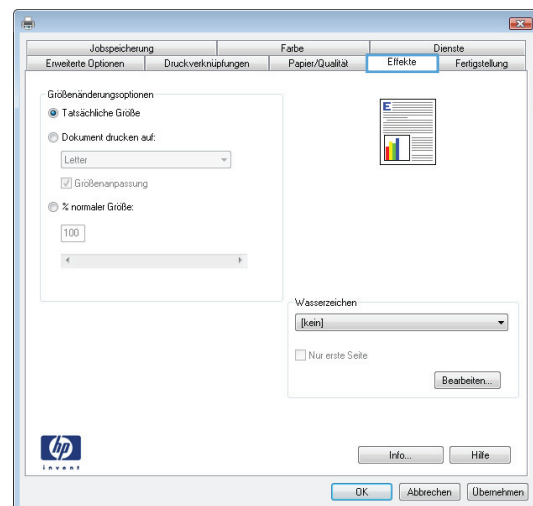 Jobspeicherung Farbe Dienste
Erweiterte Optionen Druckverknüpfungen Papier/Qualität Effekte Fertigstellung
Größenänderungsoptionen
Tatsächliche Größe
Dokument drucken auf:
Letter
Größenanpassung
% normaler Größe:
100
E
Wasserzeichen
[kein]
Nur erste Seite
Bearbeiten...
hp
invent
Info... Hilfe
OK Abbrechen Übernehmen